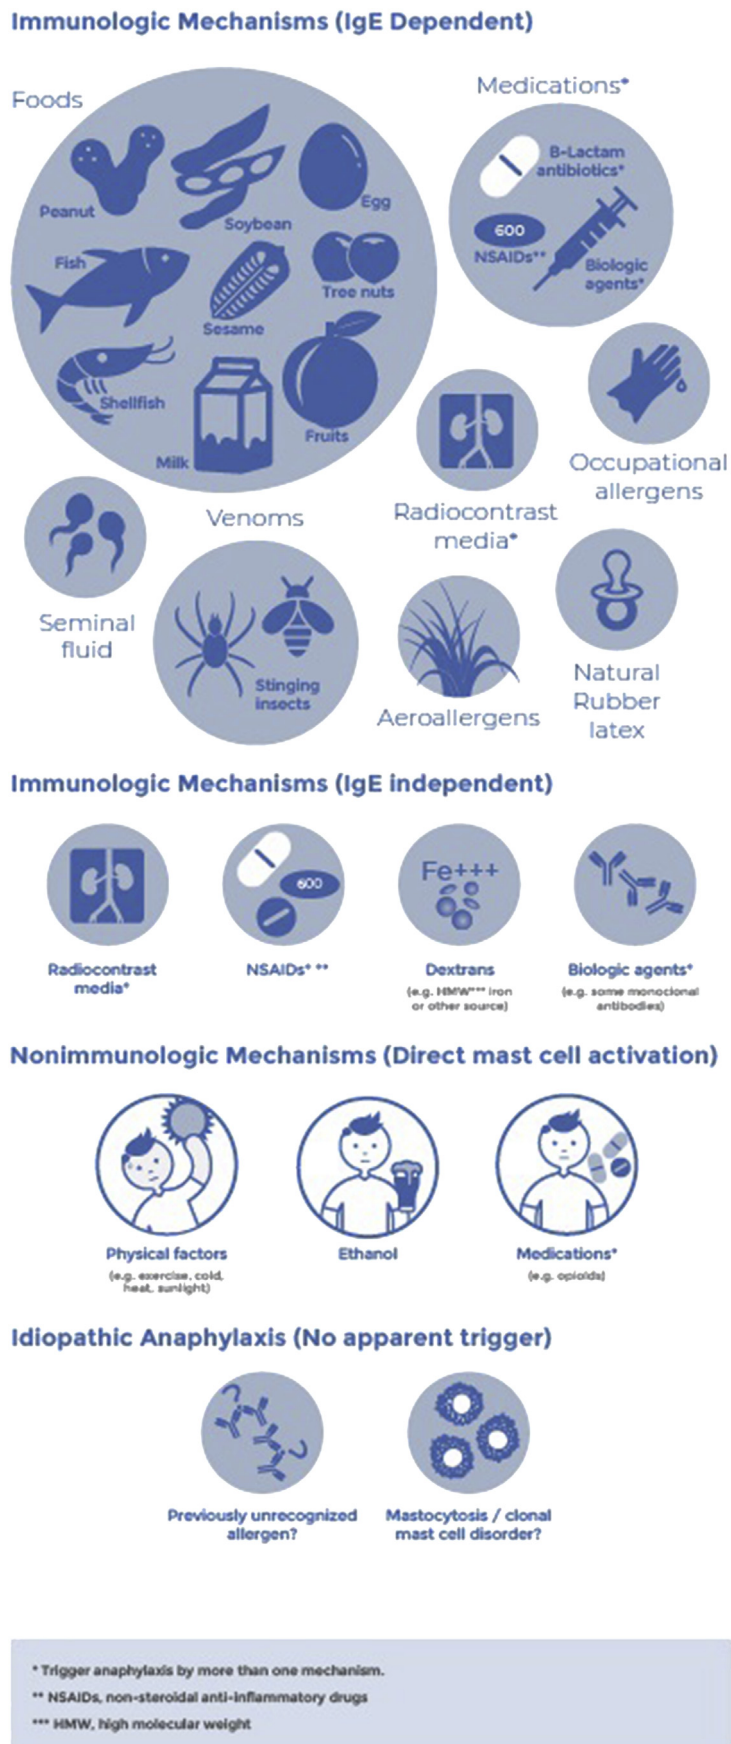 Immunologic Mechanisms (IgE Dependent)
Foods
Peanut
Soybean
Egg
Fish
Sesame
Tree nuts
Shellfish
Milk
Fruits
Medications*
B-Lactam
antibiotics*
600
NSAIDs**
Biologic
agents*
Occupational
allergens
Radiocontrast
media*
Seminal
fluid
Venoms
Stinging
insects
Aeroallergens
Natural
Rubber
latex
Immunologic Mechanisms (IgE independent)
600
Fe+++
Radiocontrast
media*
NSAIDs* **
Dextrans
(e.g. HMW*** iron
or other source)
Biologic agents*
(e.g. some monoclonal
antibodies)
Nonimmunologic Mechanisms (Direct mast cell activation)
Physical factors
(e.g. exercise, cold,
heat, sunlight)
Ethanol
Medications*
(e.g. opioids)
Idiopathic Anaphylaxis (No apparent trigger)
Previously unrecognized
allergen?
Mastocytosis / clonal
mast cell disorder?
* Trigger anaphylaxis by more than one mechanism.
** NSAIDs, non-steroidal anti-inflammatory drugs
*** HMW, high molecular weight